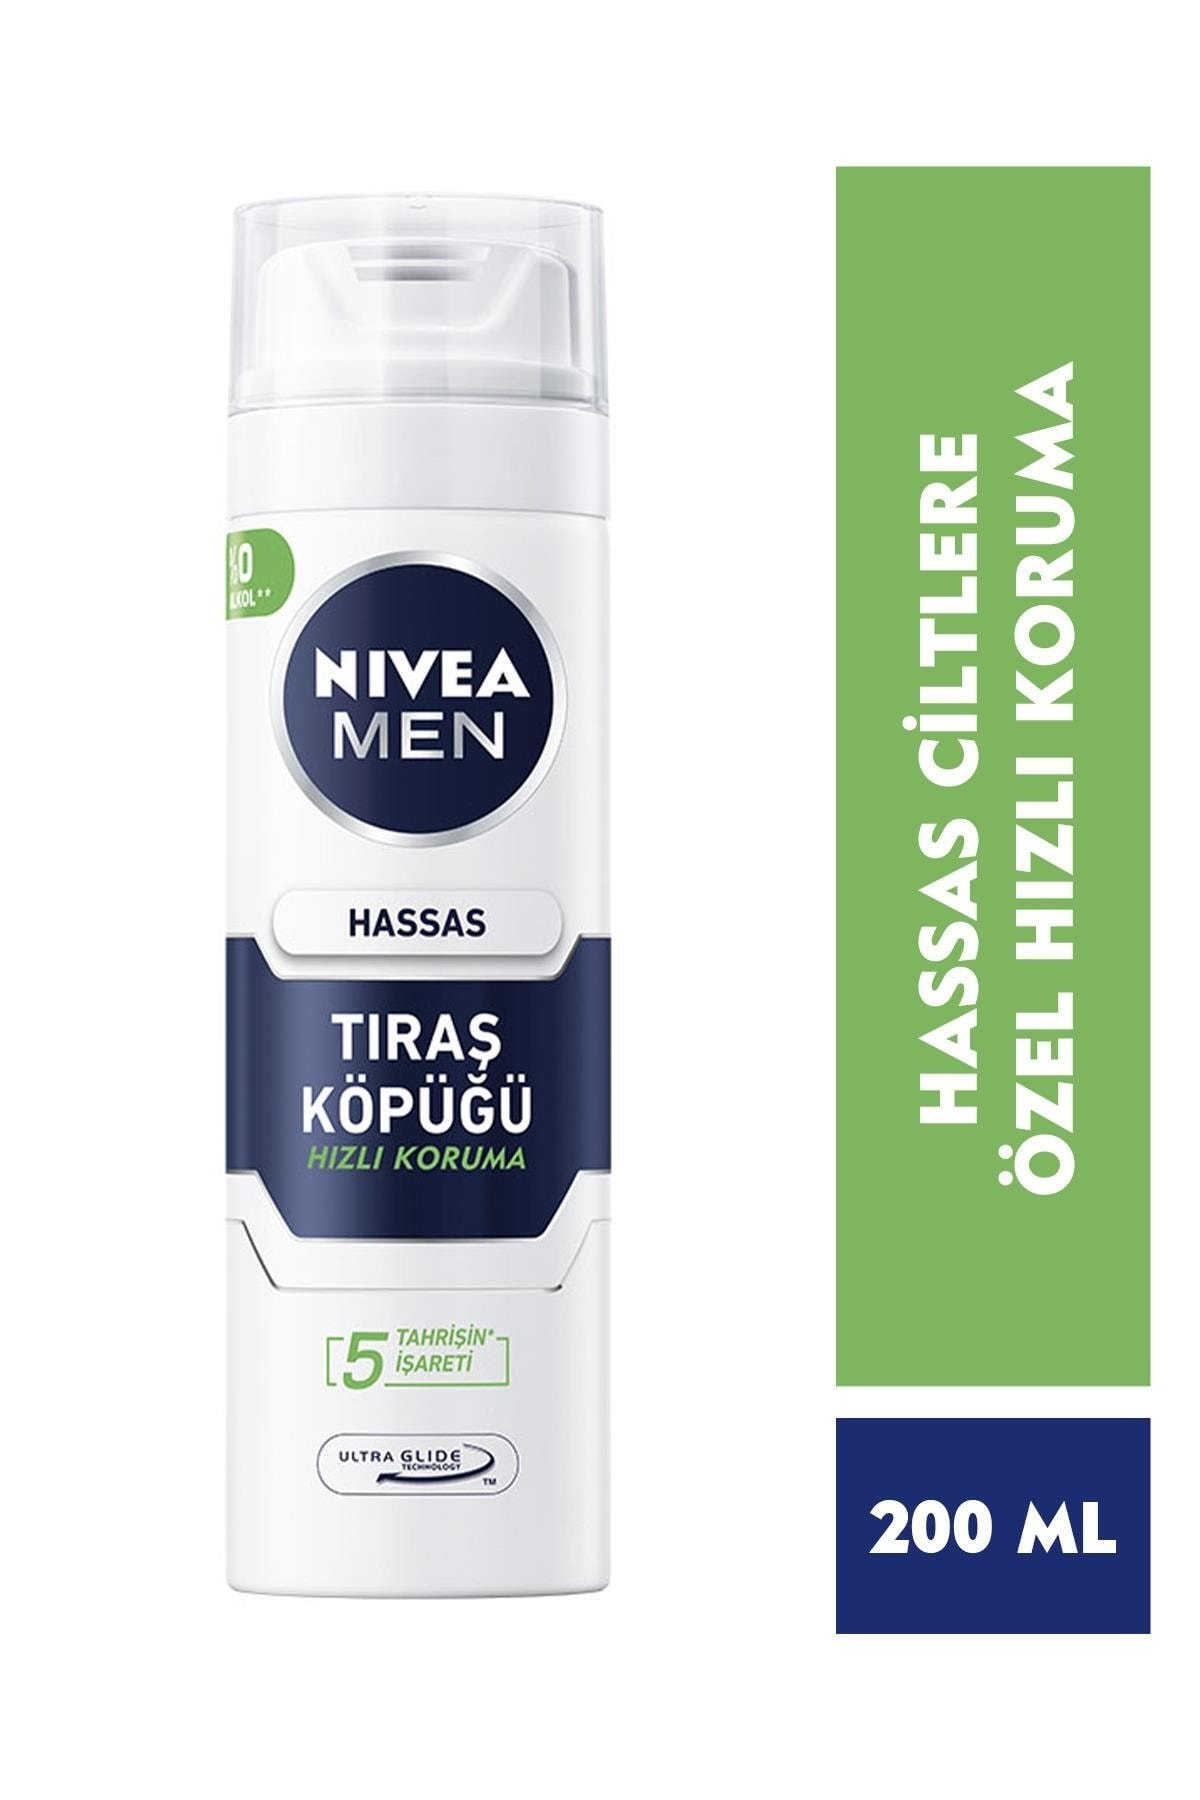 %0
ALKOL**
NIVEA
MEN
HASSAS
TIRAŞ
KÖPÜĞÜ
HIZLI KORUMA
5 TAHRİŞİN*
İŞARETİ
ULTRA GLIDE
TECHNOLOGY
TM
HASSAS CİLTLERE
ÖZEL HIZLI KORUMA
200 ML